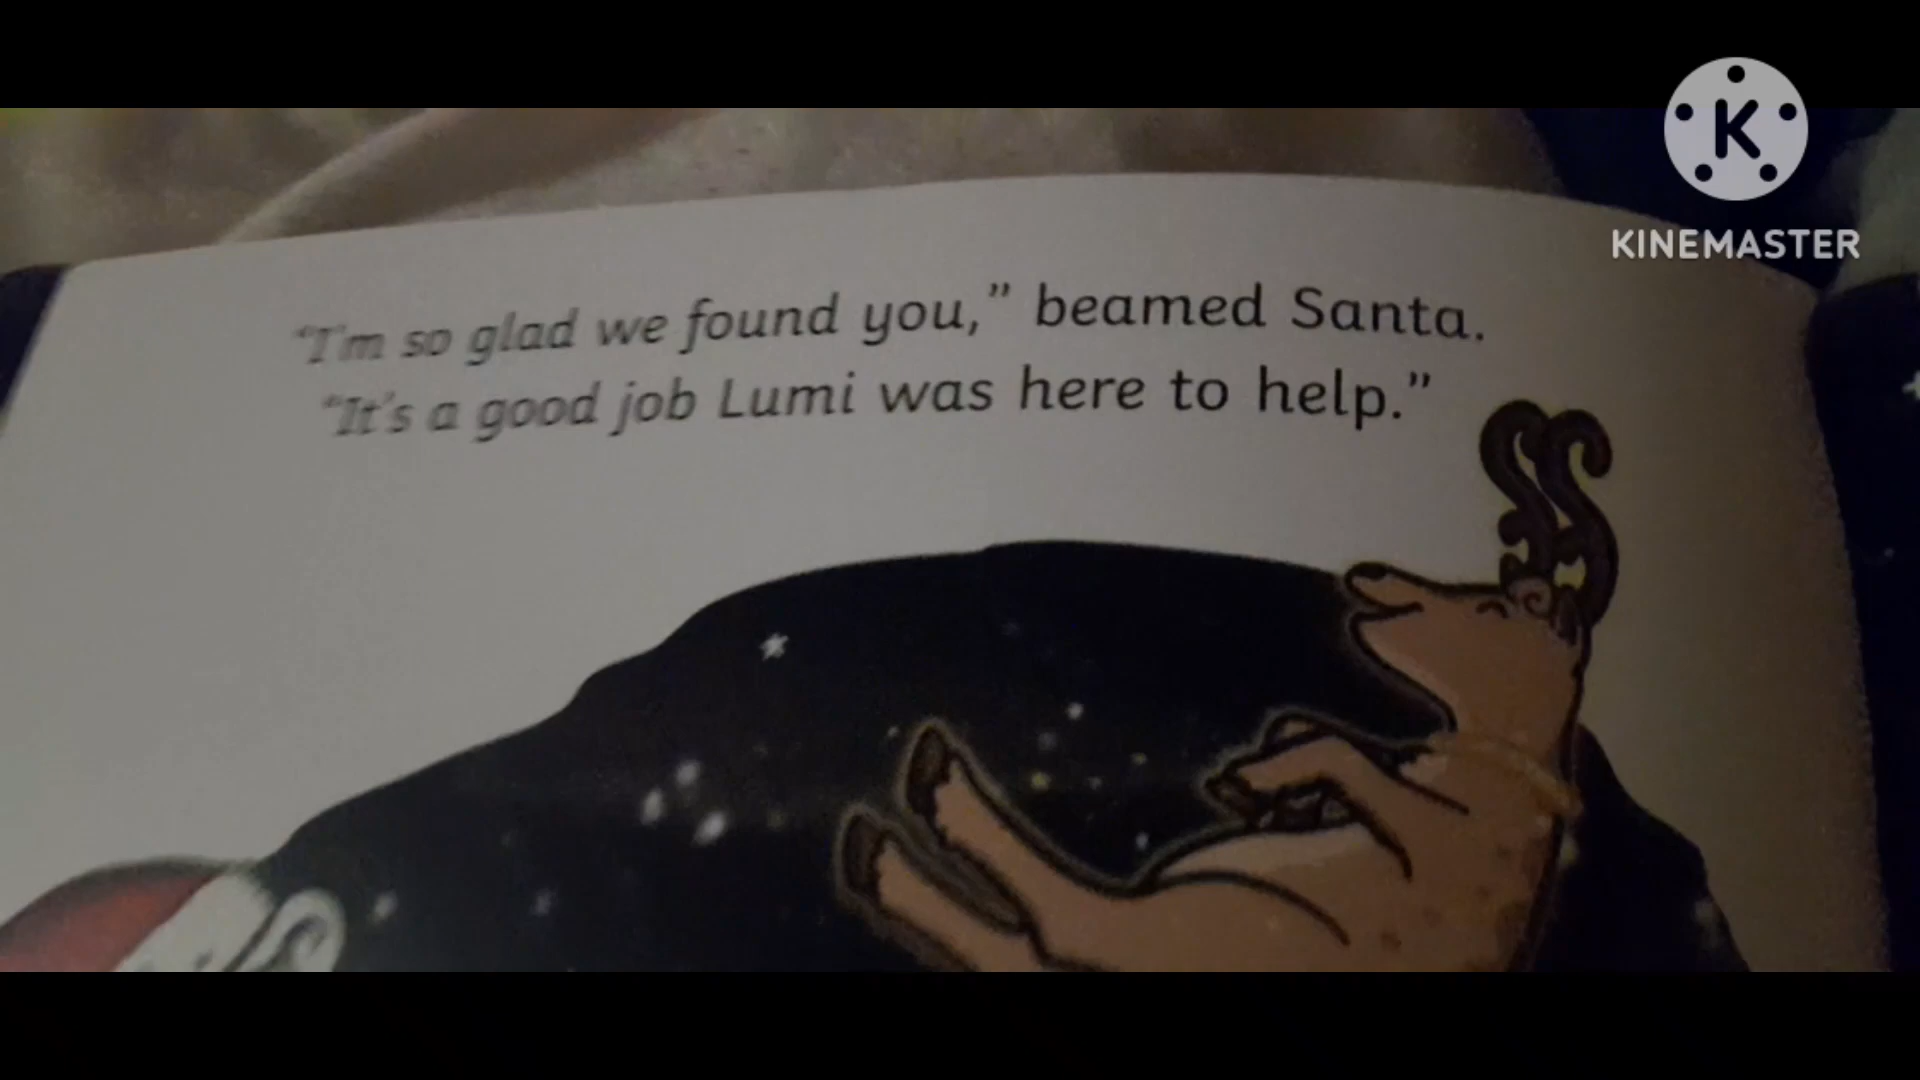 “I'm so glad we found you,” beamed Santa.
“It's a good job Lumi was here to help.”
K
KINEMASTER